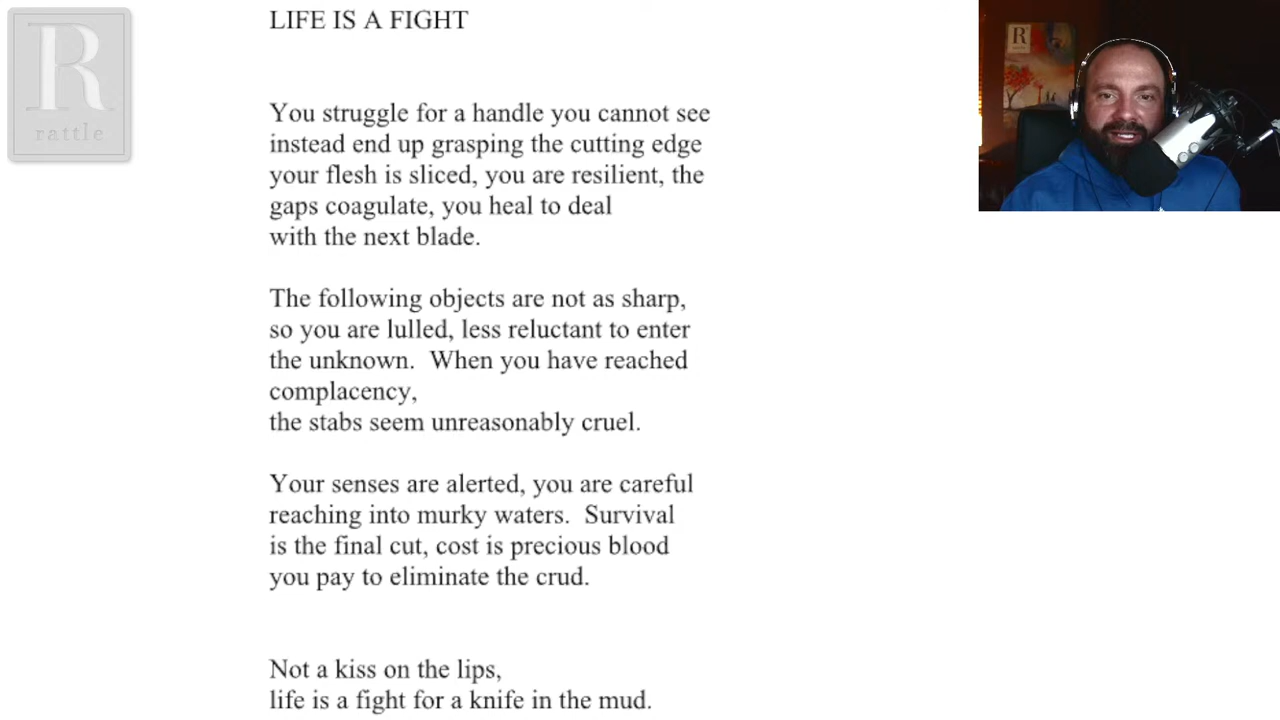 R
rattle
LIFE IS A FIGHT
You struggle for a handle you cannot see
instead end up grasping the cutting edge
your flesh is sliced, you are resilient, the
gaps coagulate, you heal to deal
with the next blade.
The following objects are not as sharp,
so you are lulled, less reluctant to enter
the unknown.  When you have reached
complacency,
the stabs seem unreasonably cruel.
Your senses are alerted, you are careful
reaching into murky waters.  Survival
is the final cut, cost is precious blood
you pay to eliminate the crud.
Not a kiss on the lips,
life is a fight for a knife in the mud.
R